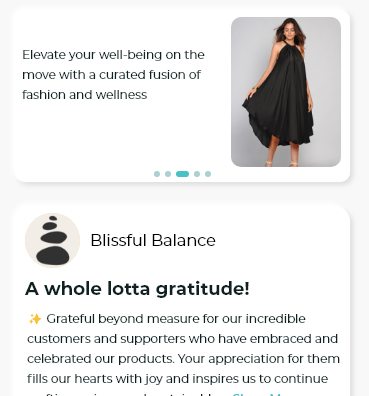 Elevate your well-being on the
move with a curated fusion of
fashion and wellness
Blissful Balance
A whole lotta gratitude!
✨ Grateful beyond measure for our incredible
customers and supporters who have embraced and
celebrated our products. Your appreciation for them
fills our hearts with joy and inspires us to continue